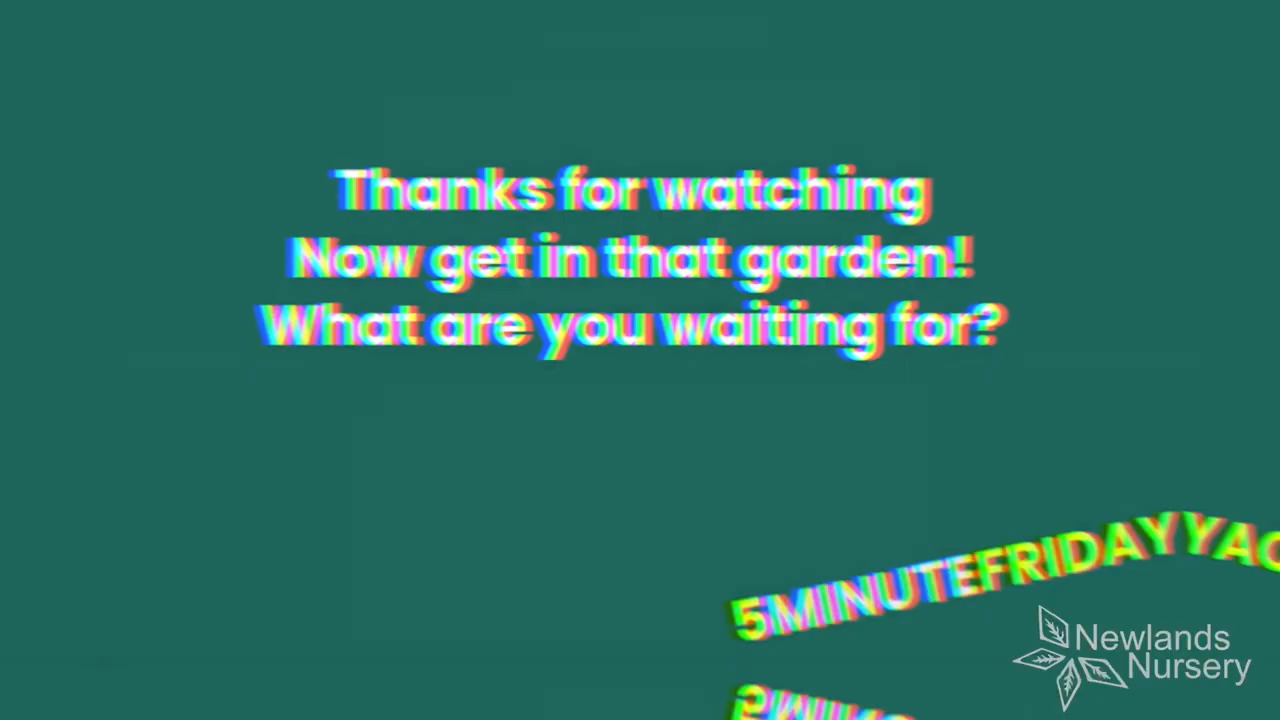 Thanks for watching
Now get in that garden!
What are you waiting for?
5MINUTEFRIDAYYA
Newlands
Nursery